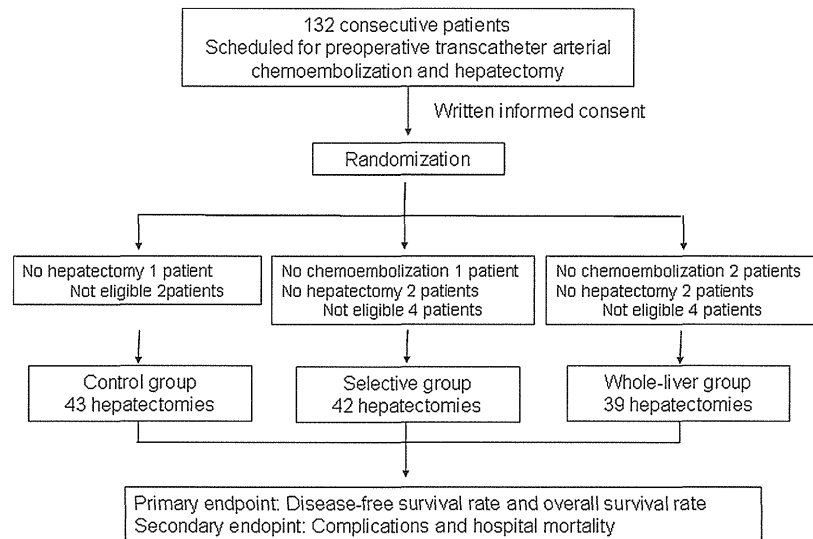 132 consecutive patients
Scheduled for preoperative transcatheter arterial
chemoembolization and hepatectomy
Written informed consent
Randomization
No hepatectomy 1 patient
Not eligible 2patients
No chemoembolization 1 patient
No hepatectomy 2 patients
Not eligible 4 patients
No chemoembolization 2 patients
No hepatectomy 2 patients
Not eligible 4 patients
Control group
43 hepatectomies
Selective group
42 hepatectomies
Whole-liver group
39 hepatectomies
Primary endpoint: Disease-free survival rate and overall survival rate
Secondary endopint: Complications and hospital mortality